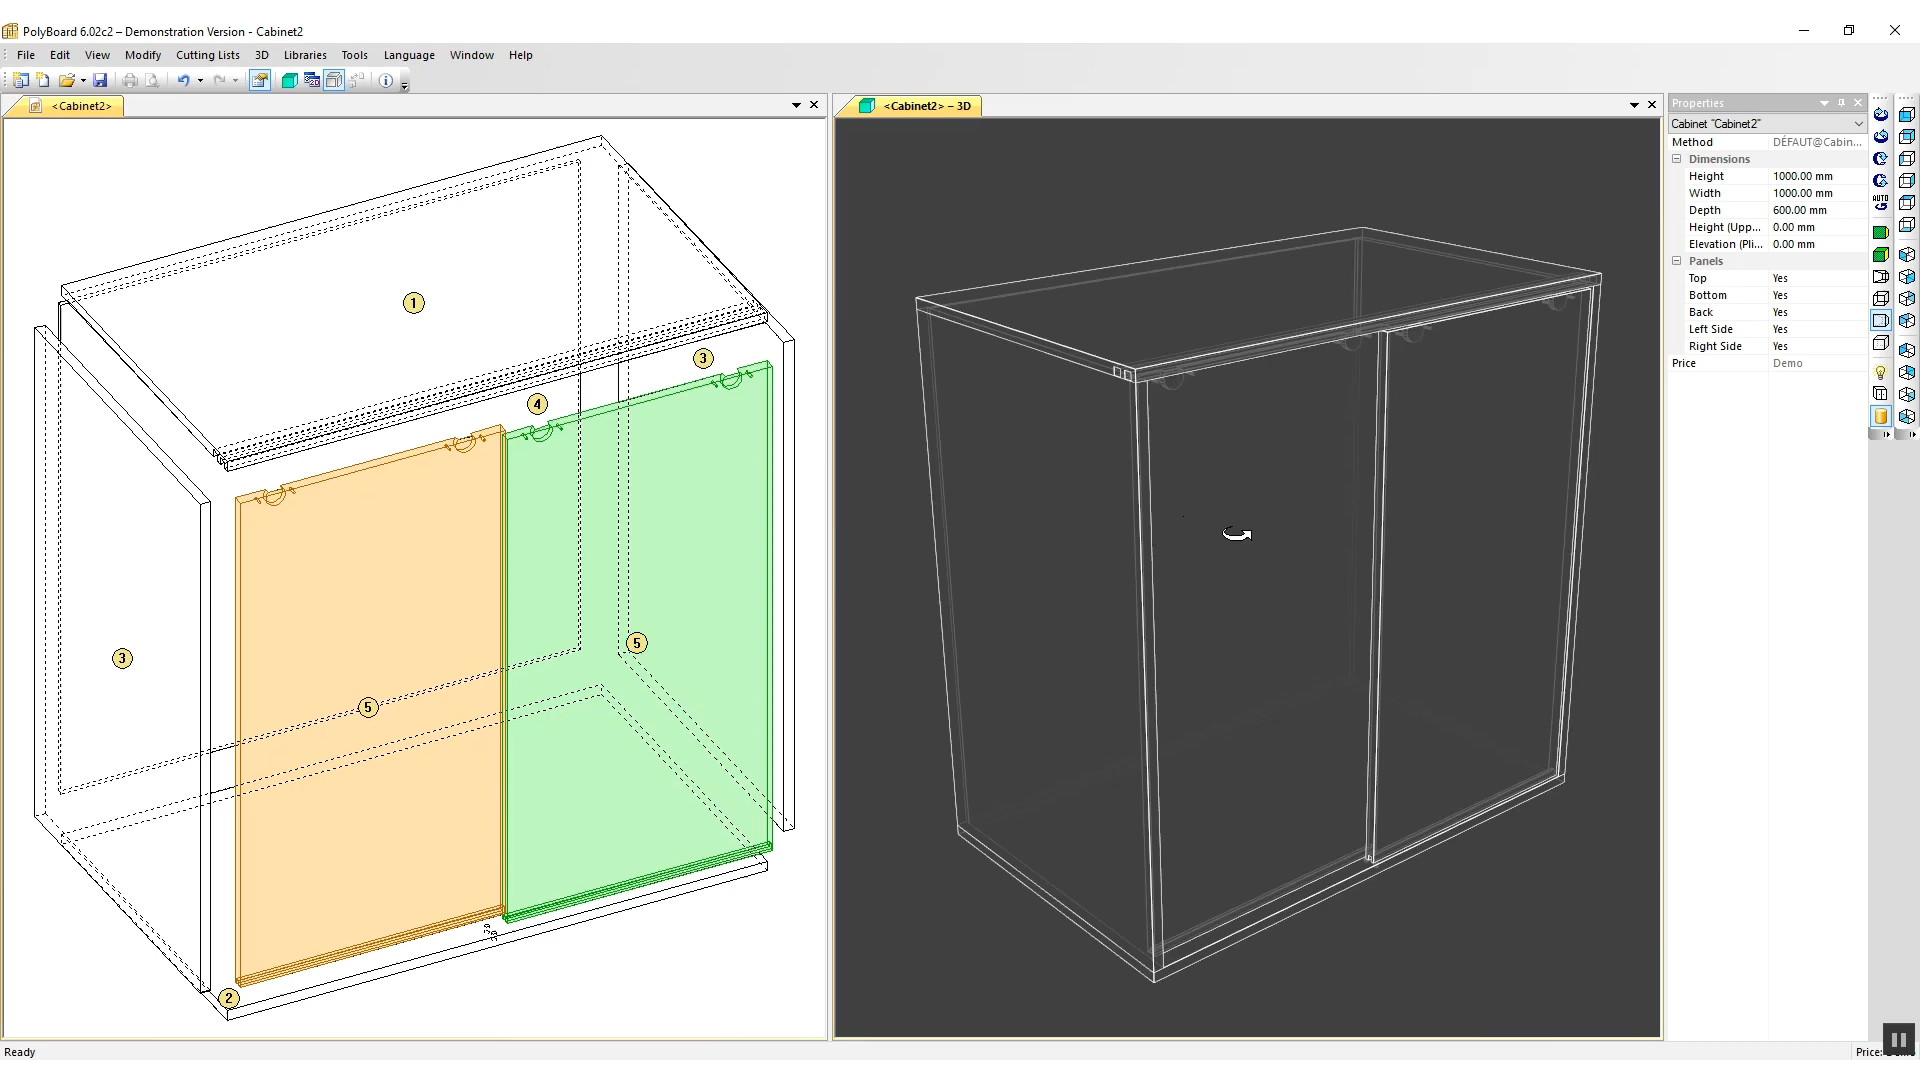 PolyBoard 6.02c2 – Demonstration Version - Cabinet2
File Edit View Modify Cutting Lists 3D Libraries Tools Language Window Help
<Cabinet2>
<Cabinet2> – 3D
Properties
Cabinet "Cabinet2"
Method DÉFAUT@Cabin...
Dimensions
Height 1000.00 mm
Width 1000.00 mm
Depth 600.00 mm
Height (Upp... 0.00 mm
Elevation (Pli... 0.00 mm
Panels
Top Yes
Bottom Yes
Back Yes
Left Side Yes
Right Side Yes
Price Demo
AUTO
1
3
4
5
3
5
2
Ready
Price: